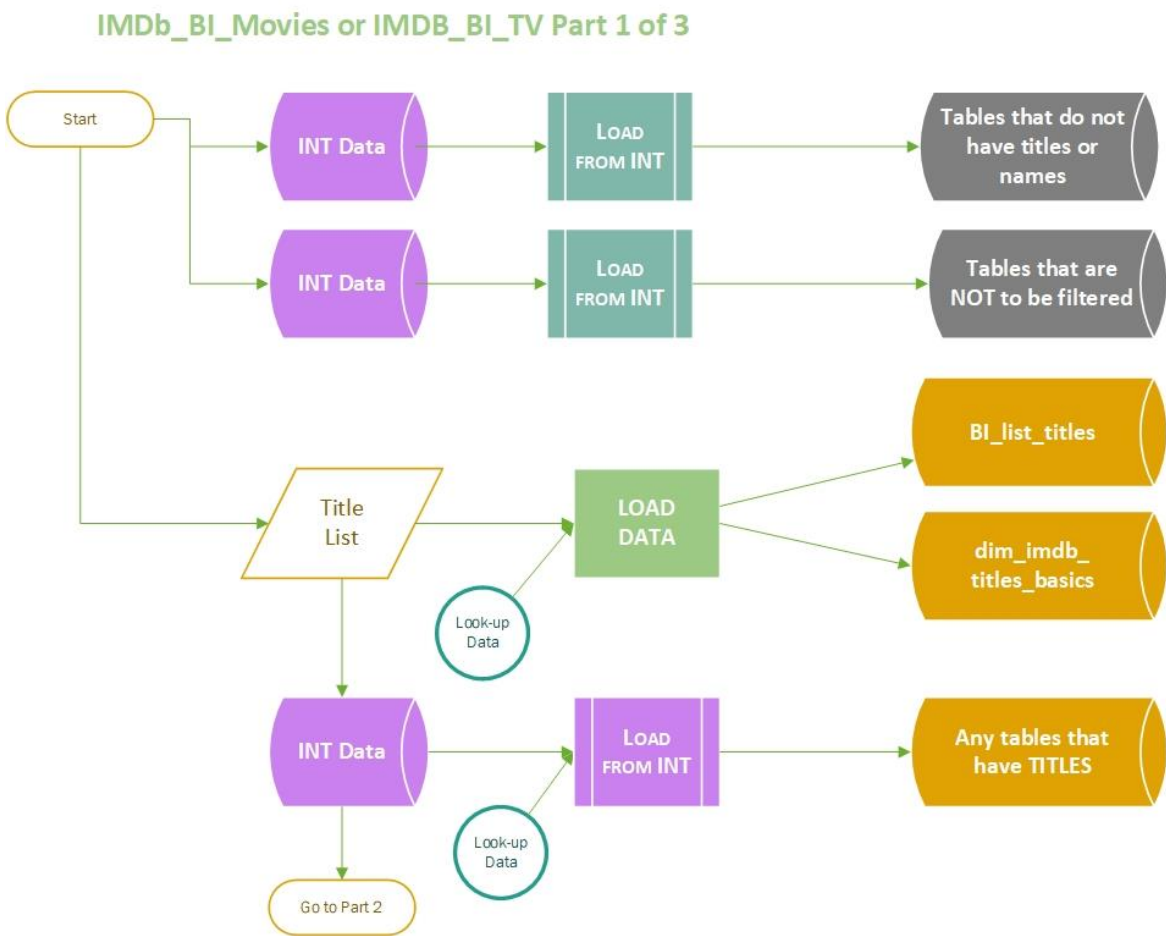 IMDb_BI_Movies or IMDB_BI_TV Part 1 of 3
Start
INT Data
LOAD
FROM INT
Tables that do not
have titles or
names
INT Data
LOAD
FROM INT
Tables that are
NOT to be filtered
BI_list_titles
Title
List
LOAD
DATA
dim_imdb_
titles_basics
Look-up
Data
INT Data
LOAD
FROM INT
Any tables that
have TITLES
Look-up
Data
Go to Part 2